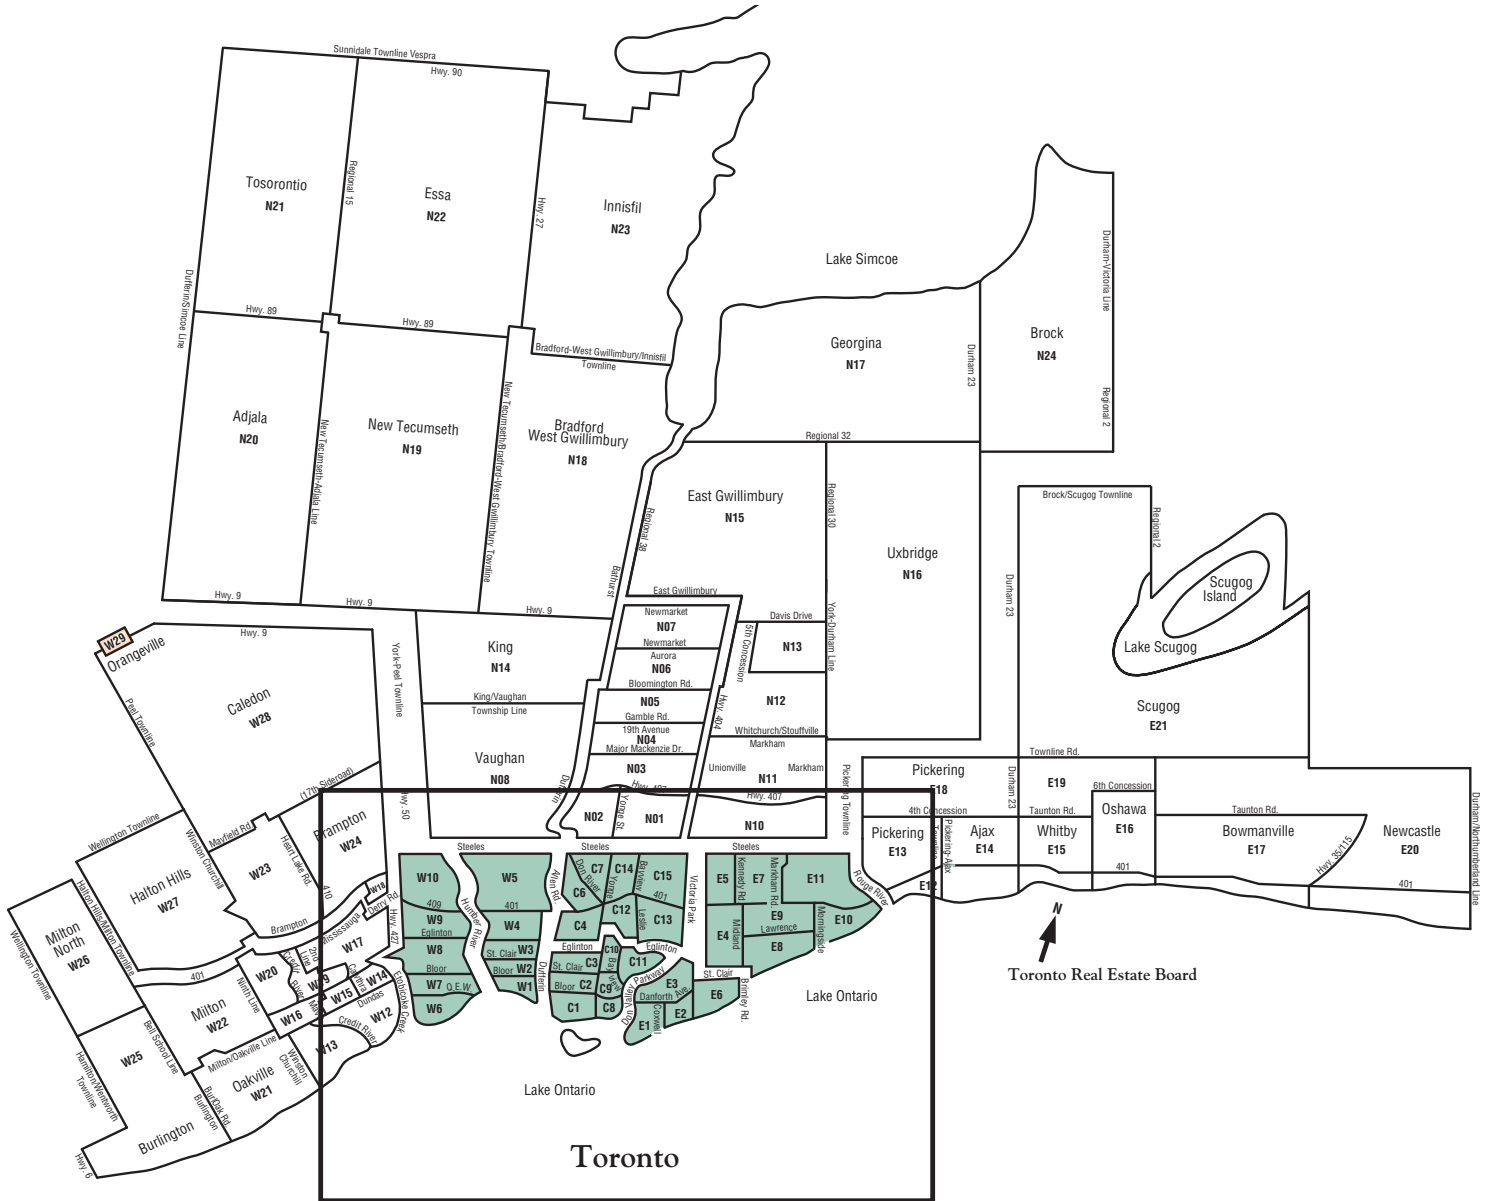 Sunnidale Townline Vespra
Hwy. 90
Tosorontio
N21
Regional 15
Essa
N22
Hwy. 27
Innisfil
N23
Lake Simcoe
Durham-Victoria Line
Dufferin/Simcoe Line
Hwy. 89
Hwy. 89
Bradford-West Gwillimbury/Innisfil
Townline
Georgina
N17
Durham 23
Brock
N24
Regional 2
Adjala
N20
New Tecumseth-Adjala Line
New Tecumseth
N19
New Tecumseth/Bradford-West Gwillimbury Townline
Bradford
West Gwillimbury
N18
Regional 32
East Gwillimbury
N15
Regional 38
Regional 30
Uxbridge
N16
Brock/Scugog Townline
Regional 2
Durham 23
Scugog
Island
Lake Scugog
Scugog
E21
Hwy. 9
Hwy. 9
Hwy. 9
Bathurst
East Gwillimbury
Newmarket
N07
Newmarket
Aurora
N06
Bloomington Rd.
N05
Gamble Rd.
19th Avenue
N04
Major Mackenzie Dr.
N03
Davis Drive
5th Concession
N13
York-Durham Line
N12
Hwy. 404
Whitchurch/Stouffville
Markham
Unionville
Markham
N11
Hwy. 407
Hwy. 407
N02
Yonge St.
N01
N10
W29
Orangeville
Hwy. 9
Peel Townline
Caledon
W28
York-Peel Townline
King
N14
King/Vaughan
Township Line
Vaughan
N08
Dufferin
Hwy. 50
Pickering Townline
Townline Rd.
Pickering
E18
Durham 23
E19
6th Concession
4th Concession
Taunton Rd.
Oshawa
E16
Taunton Rd.
Pickering
E13
Townline
Pickering-Ajax
Ajax
E14
Whitby
E15
Bowmanville
E17
Hwy. 35/115
Newcastle
E20
Durham/Northumberland Line
401
401
E12
Rouge River
(17th Sideroad)
Wellington Townline
Mayfield Rd.
Winston Churchill
Heart Lake Rd.
Brampton
W24
W23
410
Halton Hills
W27
Halton Hills/Milton Townline
Milton
North
W26
Wellington Townline
Brampton
W18
Derry Rd.
Mississauga
W17
Hwy. 427
401
W20
Ninth Line
Credit
River
2nd
Line
W19
Cawthra
W14
W15
Dundas
Mav
W16
W12
Etobicoke Creek
Credit River
W13
Milton
W22
Milton/Oakville Line
Winston
Churchill
W25
Bell School Line
Hamilton/Wentworth
Townline
Oakville
W21
Burl/Oak Rd.
Burlington
Burlington
Hwy. 6
Steeles
Steeles
Steeles
W10
409
W9
Eglinton
W8
Bloor
W7
Q.E.W.
W6
Humber River
W5
401
W4
St. Clair
W3
Bloor
W2
W1
Allen Rd.
Dufferin
C7
Don River
C6
C14
Yonge
Bayview
C15
401
C12
Leslie
C13
C4
Victoria Park
Eglinton
Eglinton
C10
Bayview
C11
St. Clair
C3
Bloor
C2
C9
C1
C8
Don Valley Parkway
E3
Danforth Ave.
Coxwell
E1
E2
St. Clair
E6
Brimley Rd.
E5
Kennedy Rd
E7
Markham Rd.
E11
E9
Morningside
E10
Lawrence
E8
Midland
E4
N
Toronto Real Estate Board
Lake Ontario
Lake Ontario
Toronto